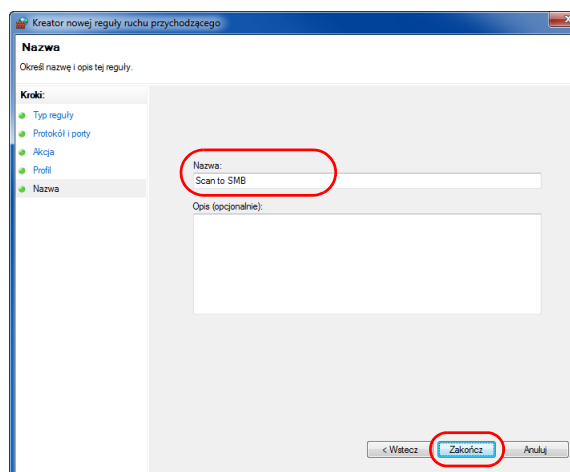 Kreator nowej reguły ruchu przychodzącego
Nazwa
Określ nazwę i opis tej reguły.
Kroki:
Typ reguły
Protokół i porty
Akcja
Profil
Nazwa
Nazwa:
Scan to SMB
Opis (opcjonalnie):
< Wstecz
Zakończ
Anuluj